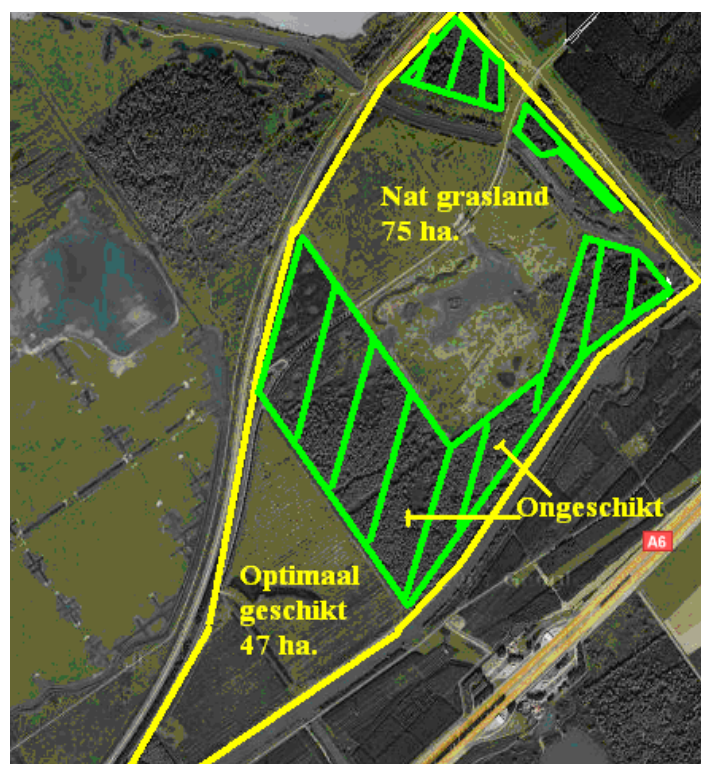 Nat grasland
75 ha.
Ongeschikt
A6
Optimaal
geschikt
47 ha.